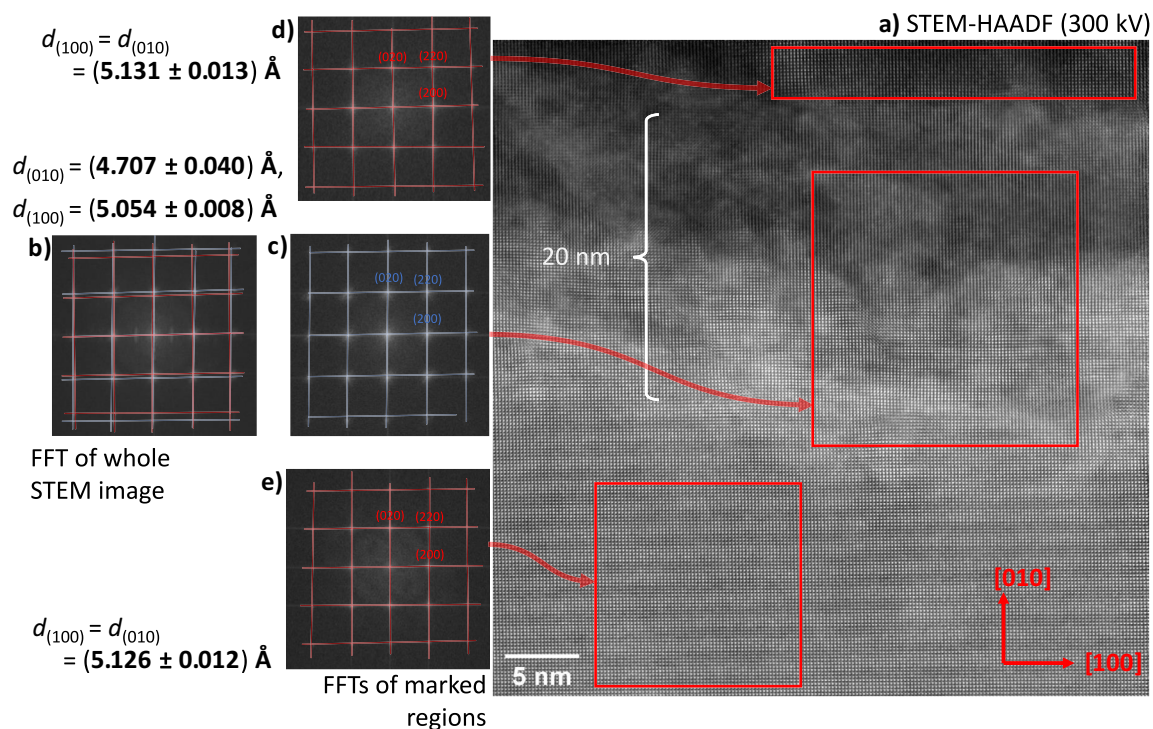 a) STEM-HAADF (300 kV)
d(100) = d(010)
= (5.131 ± 0.013) Å
d)
(020) (220)
(200)
d(010) = (4.707 ± 0.040) Å,
d(100) = (5.054 ± 0.008) Å
b)
c)
(020) (220)
(200)
20 nm
FFT of whole
STEM image
e)
(020) (220)
(200)
d(100) = d(010)
= (5.126 ± 0.012) Å
FFTs of marked
regions
5 nm
[010]
[100]